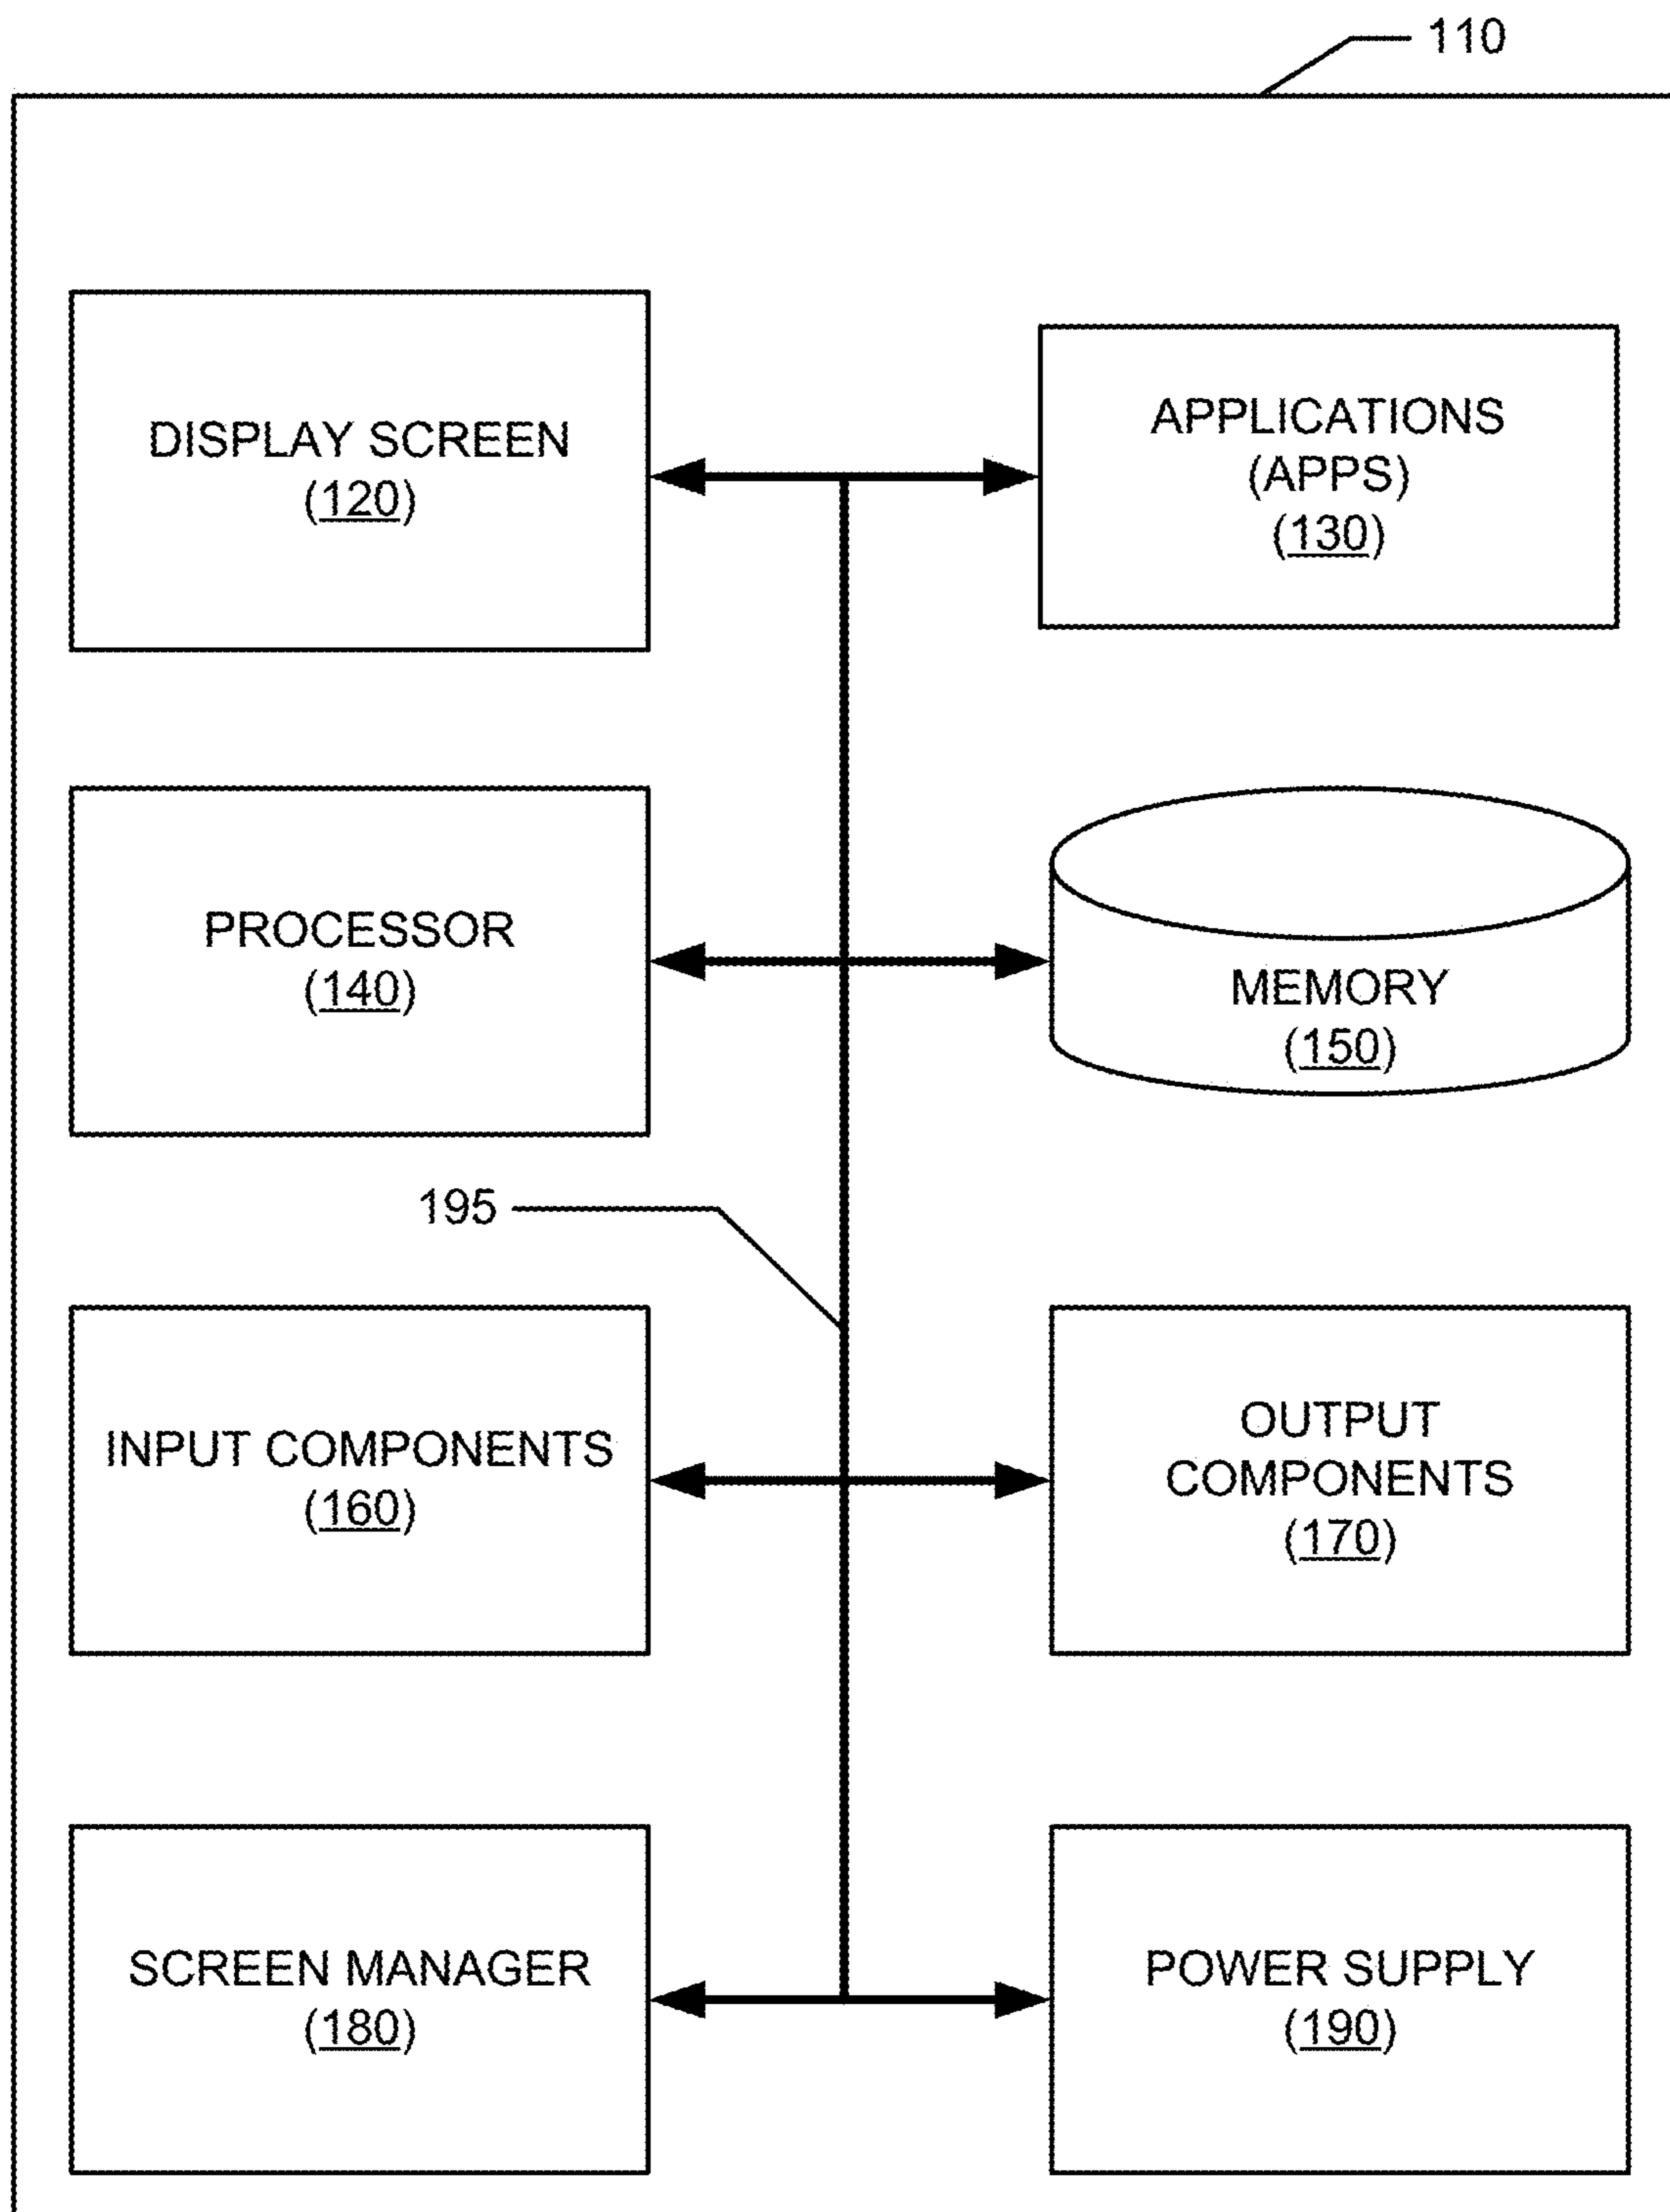 110
DISPLAY SCREEN
(120)
APPLICATIONS
(APPS)
(130)
PROCESSOR
(140)
MEMORY
(150)
195
INPUT COMPONENTS
(160)
OUTPUT
COMPONENTS
(170)
SCREEN MANAGER
(180)
POWER SUPPLY
(190)